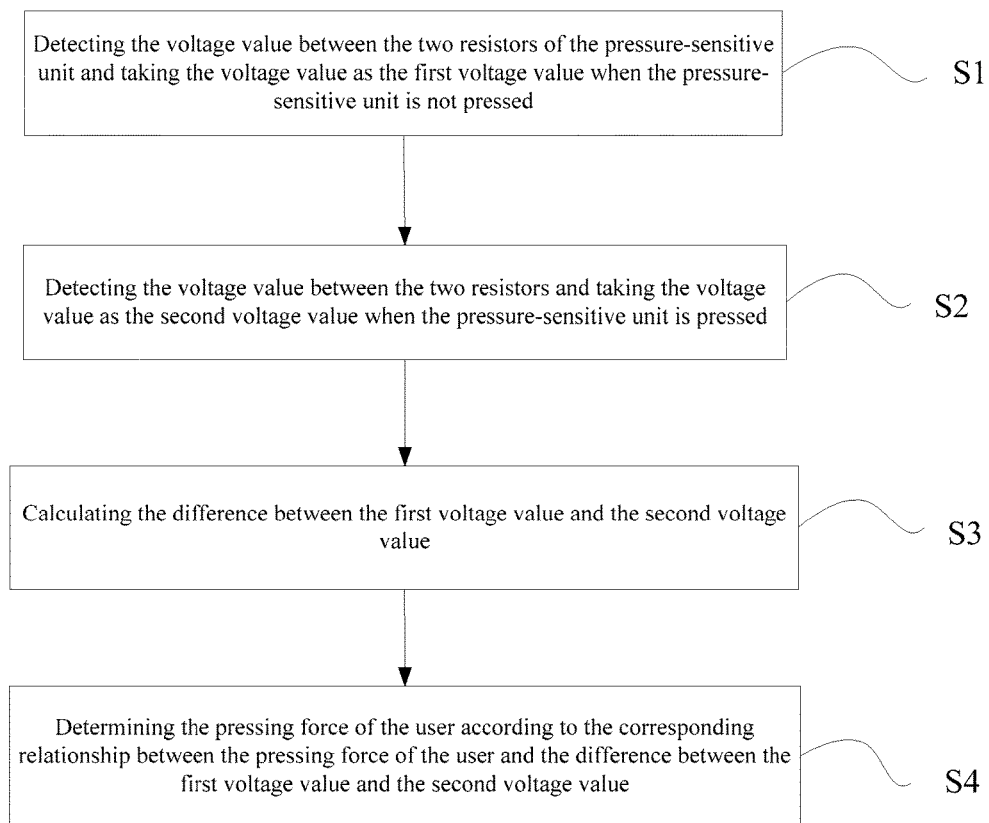 Detecting the voltage value between the two resistors of the pressure-sensitive
unit and taking the voltage value as the first voltage value when the pressure-
sensitive unit is not pressed
S1
Detecting the voltage value between the two resistors and taking the voltage
value as the second voltage value when the pressure-sensitive unit is pressed
S2
Calculating the difference between the first voltage value and the second voltage
value
S3
Determining the pressing force of the user according to the corresponding
relationship between the pressing force of the user and the difference between the
first voltage value and the second voltage value
S4